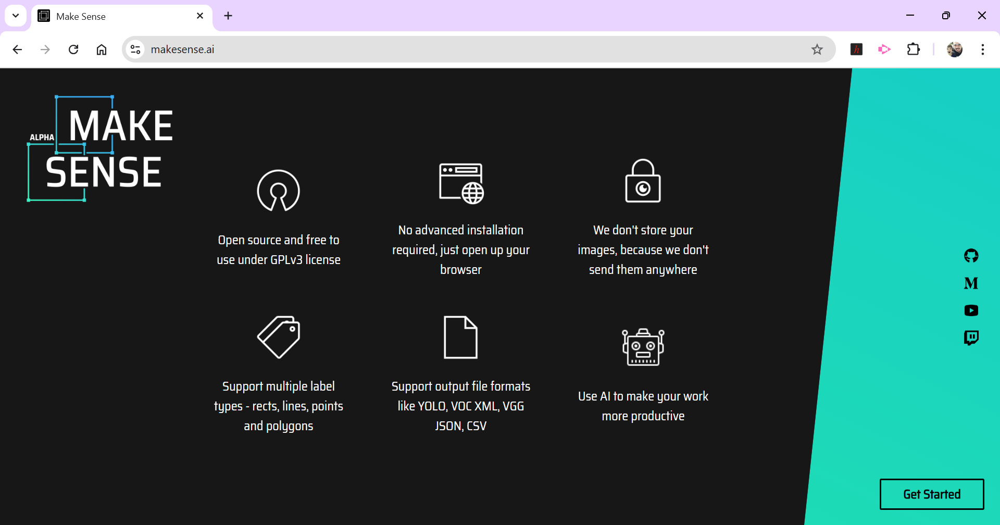 Make Sense
makesense.ai
MAKE
ALPHA
SENSE
Open source and free to
use under GPLv3 license
No advanced installation
required, just open up your
browser
We don't store your
images, because we don't
send them anywhere
Support multiple label
types - rects, lines, points
and polygons
Support output file formats
like YOLO, VOC XML, VGG
JSON, CSV
Use AI to make your work
more productive
Get Started